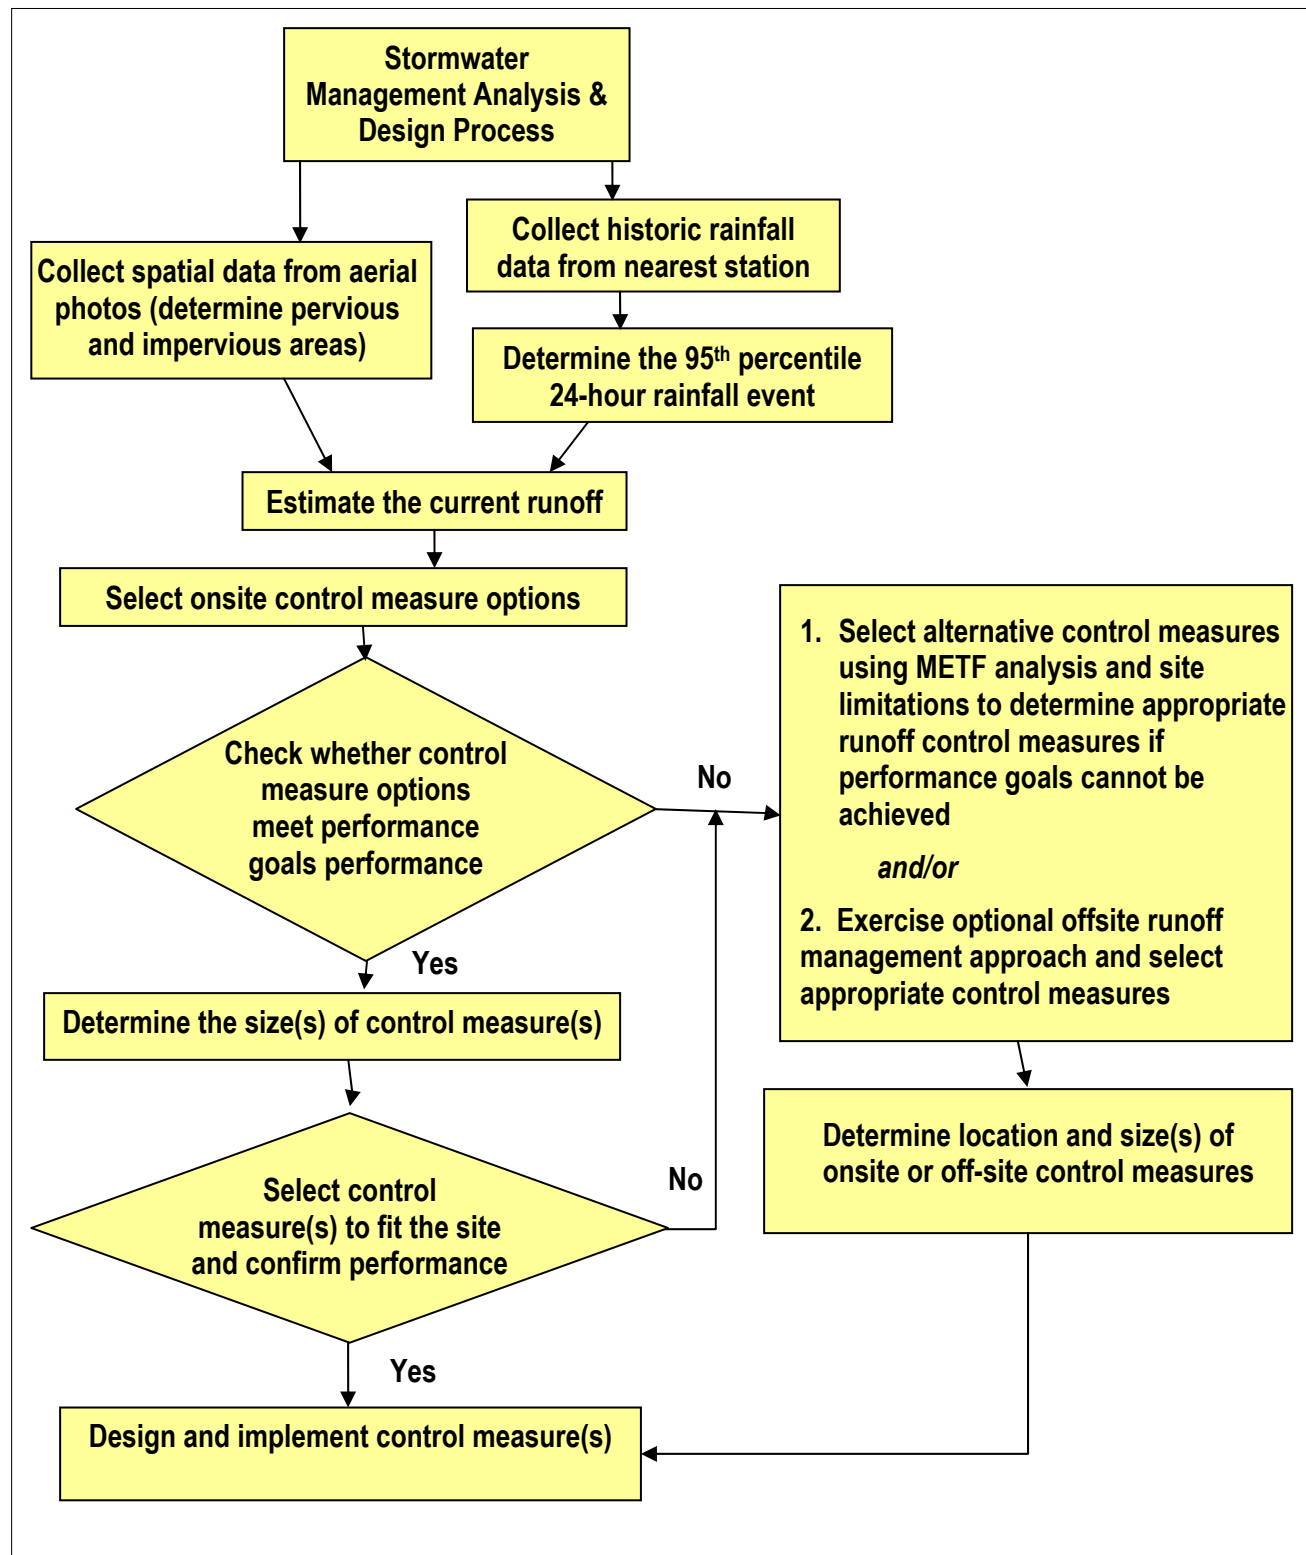 Stormwater
Management Analysis &
Design Process
Collect historic rainfall
data from nearest station
Collect spatial data from aerial
photos (determine pervious
and impervious areas)
Determine the 95th percentile
24-hour rainfall event
Estimate the current runoff
Select onsite control measure options
Check whether control
measure options
meet performance
goals performance
No
1. Select alternative control measures
using METF analysis and site
limitations to determine appropriate
runoff control measures if
performance goals cannot be
achieved
and/or
2. Exercise optional offsite runoff
management approach and select
appropriate control measures
Yes
Determine the size(s) of control measure(s)
Select control
measure(s) to fit the site
and confirm performance
No
Determine location and size(s) of
onsite or off-site control measures
Yes
Design and implement control measure(s)